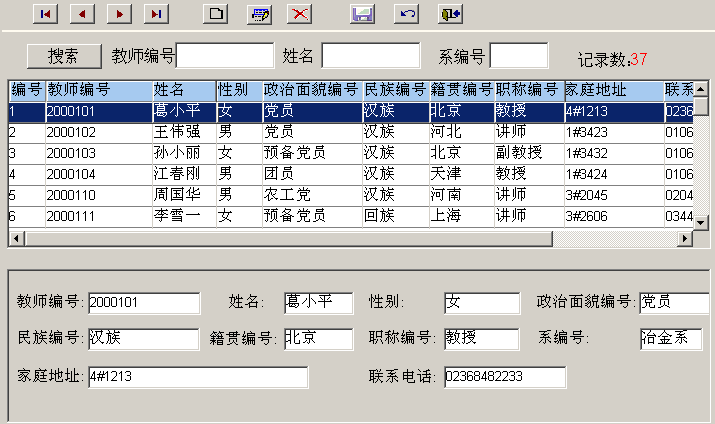 搜索 教师编号 姓名 系编号 记录数:37
编号 教师编号 姓名 性别 政治面貌编号 民族编号 籍贯编号 职称编号 家庭地址 联系
1 2000101 葛小平 女 党员 汉族 北京 教授 4#1213 0236
2 2000102 王伟强 男 党员 汉族 河北 讲师 1#3423 0106
3 2000103 孙小丽 女 预备党员 汉族 北京 副教授 1#3432 0106
4 2000104 江春刚 男 团员 汉族 天津 教授 1#3424 0106
5 2000110 周国华 男 农工党 汉族 河南 讲师 3#2045 0204
6 2000111 李雪一 女 预备党员 回族 上海 讲师 3#2606 0344
教师编号: 2000101 姓名: 葛小平 性别: 女 政治面貌编号: 党员
民族编号: 汉族 籍贯编号: 北京 职称编号: 教授 系编号: 冶金系
家庭地址: 4#1213 联系电话: 02368482233